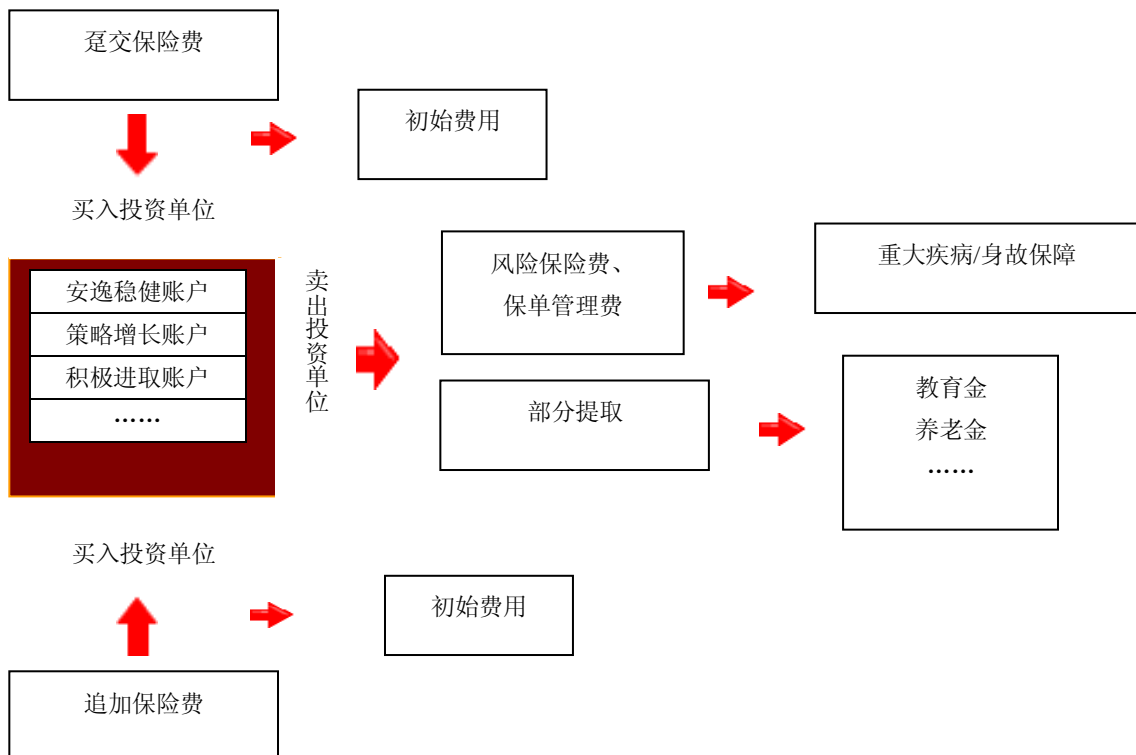 趸交保险费
初始费用
买入投资单位
安逸稳健账户
策略增长账户
积极进取账户
……
卖出投资单位
风险保险费、
保单管理费
重大疾病/身故保障
部分提取
教育金
养老金
……
买入投资单位
初始费用
追加保险费